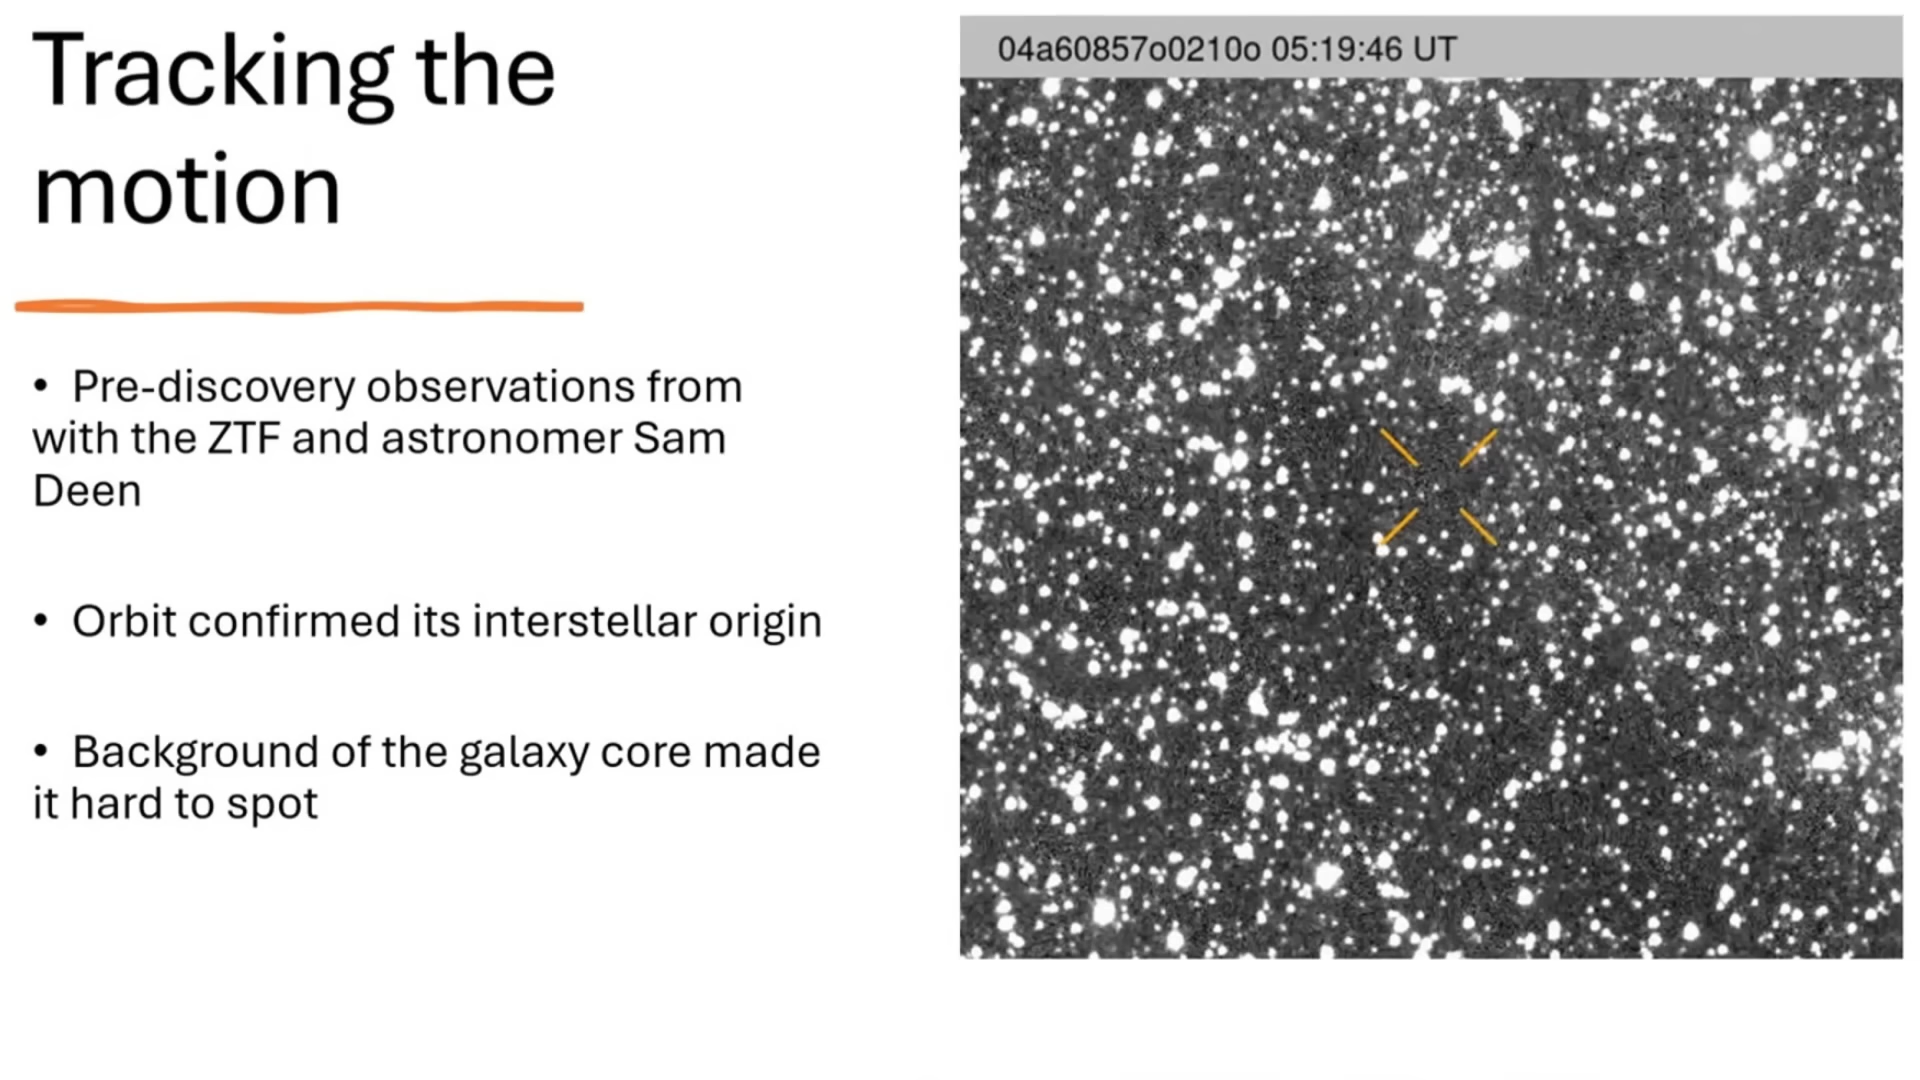 Tracking the
motion
• Pre-discovery observations from
with the ZTF and astronomer Sam
Deen
• Orbit confirmed its interstellar origin
• Background of the galaxy core made
it hard to spot
04a60857o0210o 05:19:46 UT